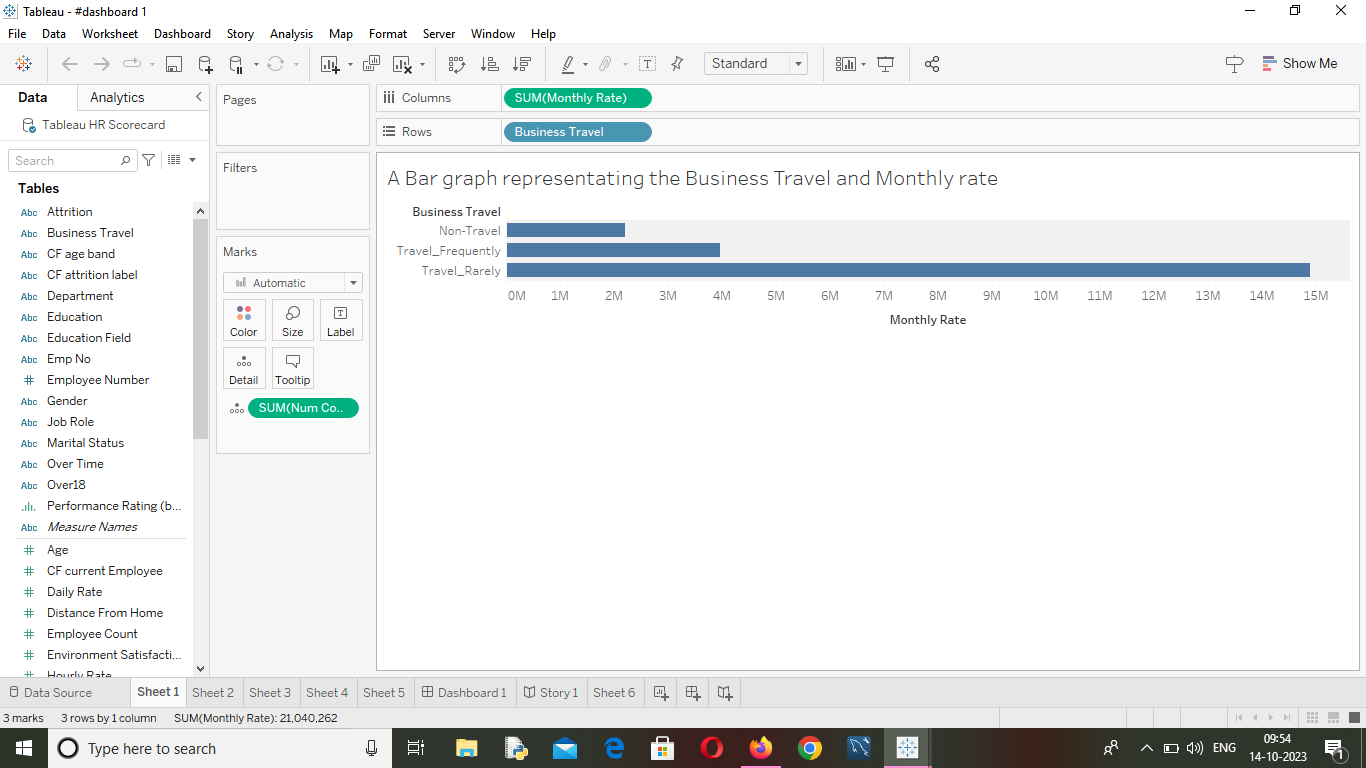 Tableau - #dashboard 1
File Data Worksheet Dashboard Story Analysis Map Format Server Window Help
Standard
Show Me
Data Analytics
Tableau HR Scorecard
Search
Tables
Abc Attrition
Abc Business Travel
Abc CF age band
Abc CF attrition label
Abc Department
Abc Education
Abc Education Field
Abc Emp No
# Employee Number
Abc Gender
Abc Job Role
Abc Marital Status
Abc Over Time
Abc Over18
Performance Rating (b...
Abc Measure Names
# Age
# CF current Employee
# Daily Rate
# Distance From Home
# Employee Count
# Environment Satisfacti...
# Hourly Rate
Pages
Filters
Marks
Automatic
Color Size Label
Detail Tooltip
SUM(Num Co..
Columns SUM(Monthly Rate)
Rows Business Travel
A Bar graph representating the Business Travel and Monthly rate
Business Travel
Non-Travel
Travel_Frequently
Travel_Rarely
0M 1M 2M 3M 4M 5M 6M 7M 8M 9M 10M 11M 12M 13M 14M 15M
Monthly Rate
Data Source Sheet 1 Sheet 2 Sheet 3 Sheet 4 Sheet 5 Dashboard 1 Story 1 Sheet 6
3 marks 3 rows by 1 column SUM(Monthly Rate): 21,040,262
Type here to search
ENG
09:54
14-10-2023
1